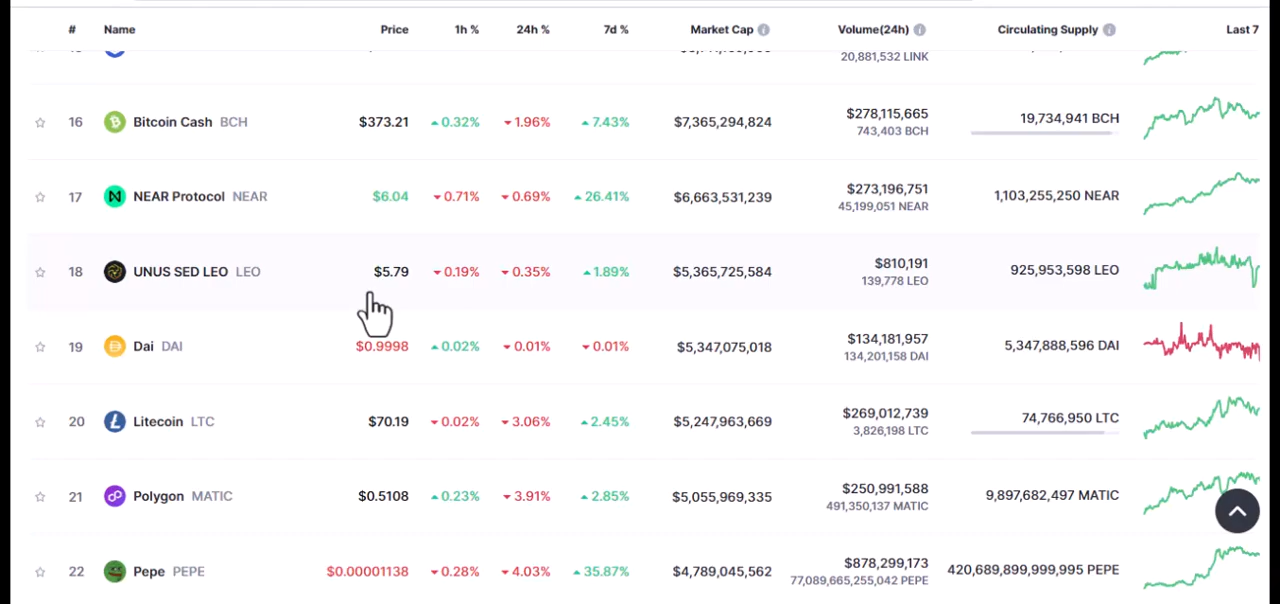 # Name Price 1h % 24h % 7d % Market Cap Volume(24h) Circulating Supply Last 7
20,881,532 LINK
16 Bitcoin Cash BCH $373.21 0.32% 1.96% 7.43% $7,365,294,824 $278,115,665 19,734,941 BCH
743,403 BCH
17 NEAR Protocol NEAR $6.04 0.71% 0.69% 26.41% $6,663,531,239 $273,196,751 1,103,255,250 NEAR
45,199,051 NEAR
18 UNUS SED LEO LEO $5.79 0.19% 0.35% 1.89% $5,365,725,584 $810,191 925,953,598 LEO
139,778 LEO
19 Dai DAI $0.9998 0.02% 0.01% 0.01% $5,347,075,018 $134,181,957 5,347,888,596 DAI
134,201,158 DAI
20 Litecoin LTC $70.19 0.02% 3.06% 2.45% $5,247,963,669 $269,012,739 74,766,950 LTC
3,826,198 LTC
21 Polygon MATIC $0.5108 0.23% 3.91% 2.85% $5,055,969,335 $250,991,588 9,897,682,497 MATIC
491,350,137 MATIC
22 Pepe PEPE $0.00001138 0.28% 4.03% 35.87% $4,789,045,562 $878,299,173 420,689,899,999,995 PEPE
77,089,665,255,042 PEPE